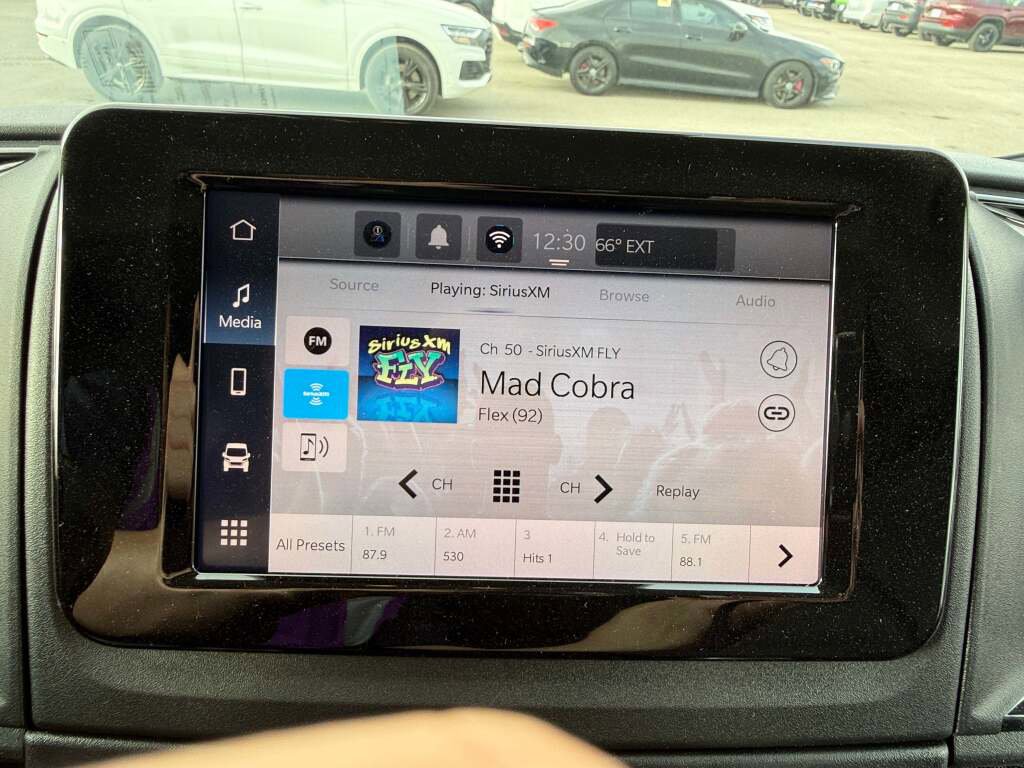 12:30
66° EXT
Media
Source
Playing: SiriusXM
Browse
Audio
FM
SiriusXM
SiriusXM
FLY
Ch 50 - SiriusXM FLY
Mad Cobra
Flex (92)
CH
CH
Replay
All Presets
1. FM
87.9
2. AM
530
3
Hits 1
4. Hold to
Save
5. FM
88.1